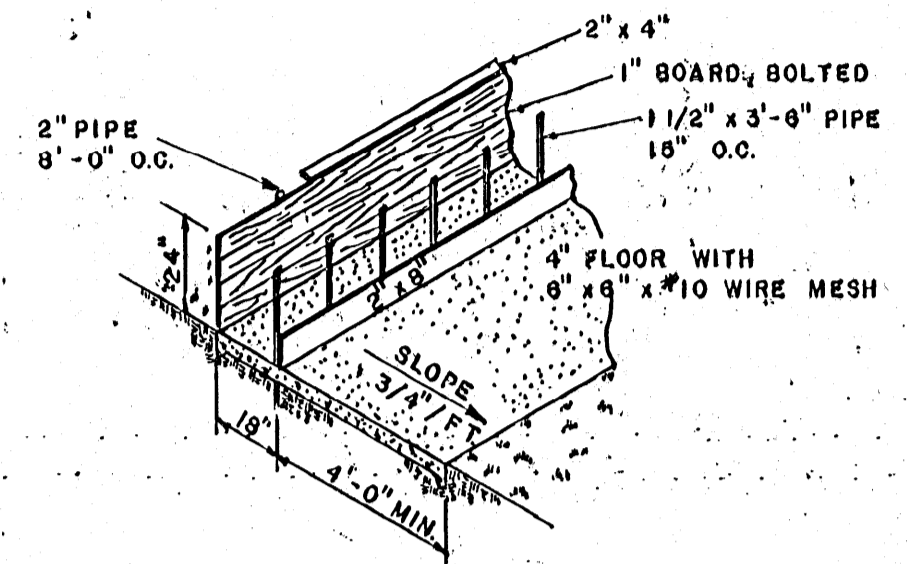 2" x 4"
1" BOARD, BOLTED
1 1/2" x 3'-6" PIPE
18" O.C.
2" PIPE
8'-0" O.C.
24"
2" x 8"
4" FLOOR WITH
6" x 6" x #10 WIRE MESH
SLOPE
3/4"/FT.
18"
4'-0" MIN.